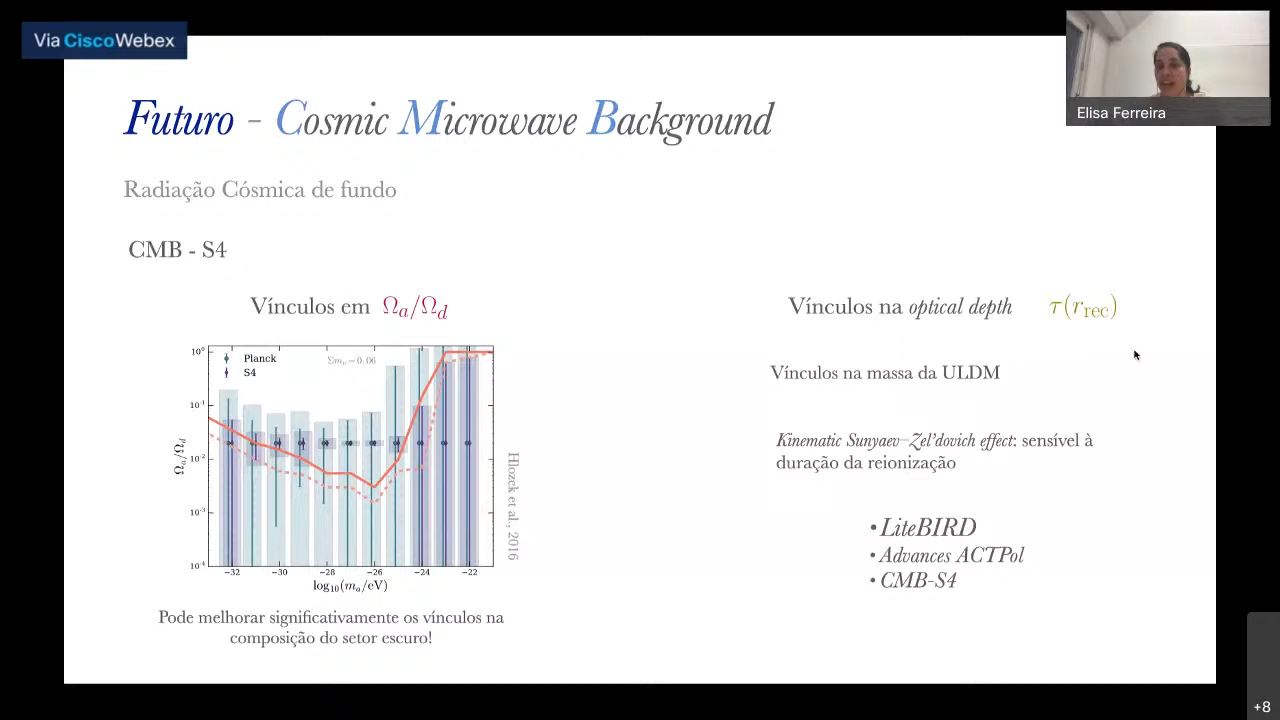 Via CiscoWebex
Elisa Ferreira
Futuro - Cosmic Microwave Background
Radiação Cósmica de fundo
CMB - S4
Vínculos em Ωa/Ωd
Planck
S4
Σmν = 0.06
10⁰
10⁻¹
10⁻²
10⁻³
10⁻⁴
Ωa/Ωd
−32
−30
−28
−26
−24
−22
log₁₀(ma/eV)
Hlozek et al., 2016
Pode melhorar significativamente os vínculos na
composição do setor escuro!
Vínculos na optical depth τ(rrec)
Vínculos na massa da ULDM
Kinematic Sunyaev–Zel'dovich effect: sensível à
duração da reionização
• LiteBIRD
• Advances ACTPol
• CMB-S4
+8